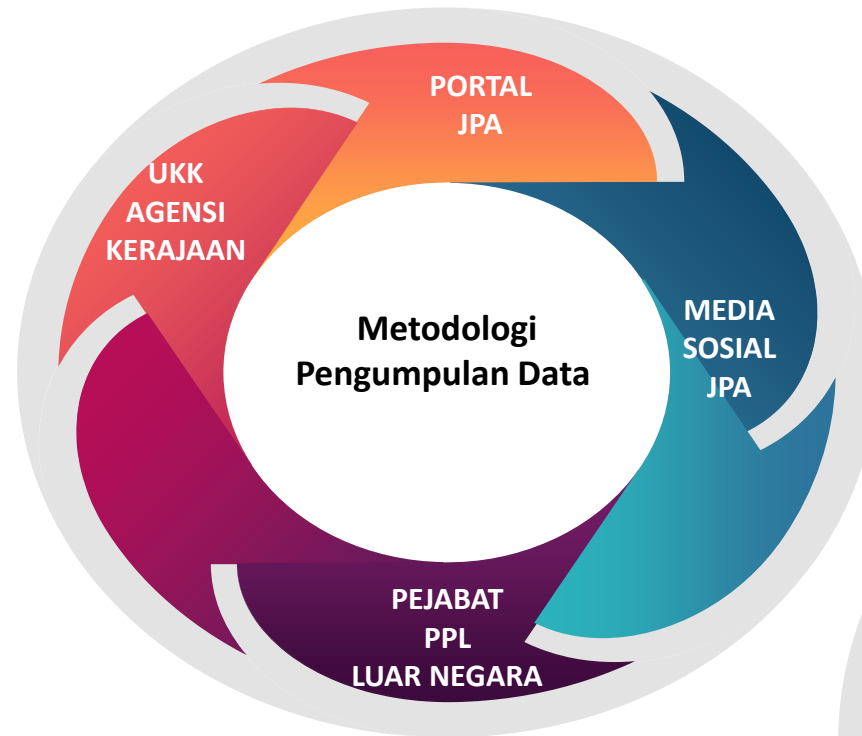 PORTAL
JPA
UKK
AGENSI
KERAJAAN
MEDIA
SOSIAL
JPA
Metodologi
Pengumpulan Data
PEJABAT
PPL
LUAR NEGARA